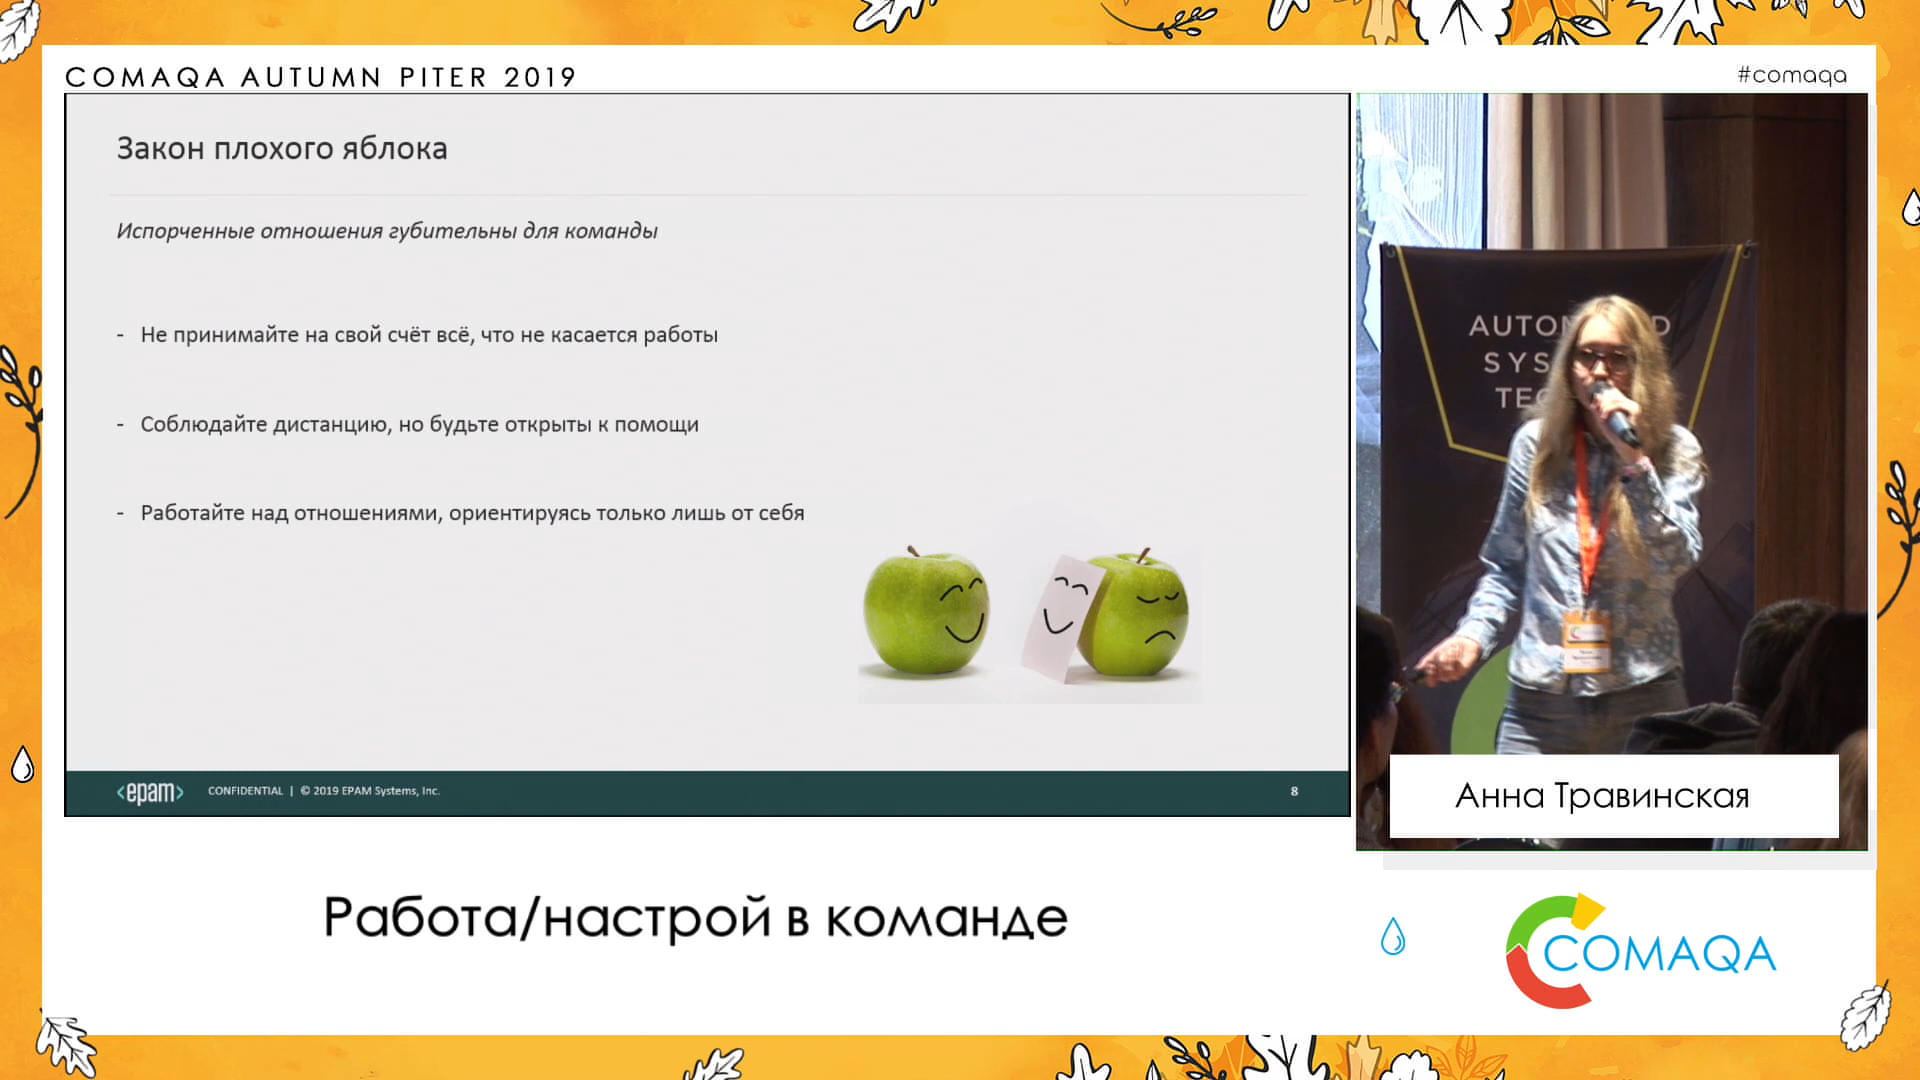 COMAQA AUTUMN PITER 2019
#comaqa
Закон плохого яблока
Испорченные отношения губительны для команды
- Не принимайте на свой счёт всё, что не касается работы
- Соблюдайте дистанцию, но будьте открыты к помощи
- Работайте над отношениями, ориентируясь только лишь от себя
<epam> CONFIDENTIAL | © 2019 EPAM Systems, Inc. 8
Анна Травинская
Работа/настрой в команде
COMAQA